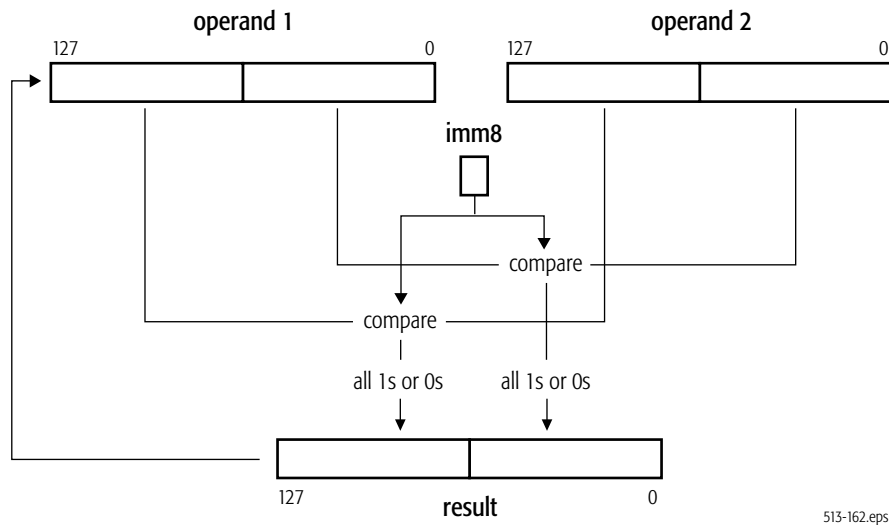 operand 1
operand 2
127 0
127 0
imm8
compare
compare
all 1s or 0s
all 1s or 0s
127 0
result
513-162.eps